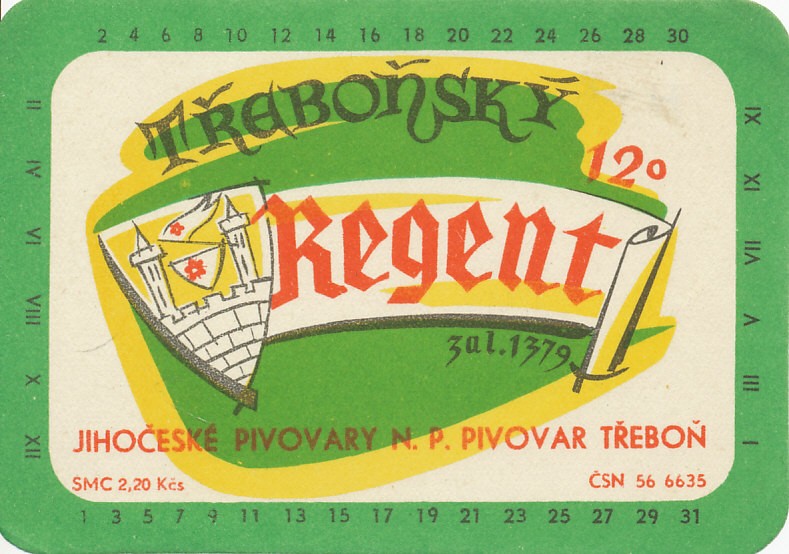 2 4 6 8 10 12 14 16 18 20 22 24 26 28 30
TŘEBOŇSKÝ
12°
Regent
zal. 1379
JIHOČESKÉ PIVOVARY N. P. PIVOVAR TŘEBOŇ
SMC 2,20 Kčs
ČSN 56 6635
1 3 5 7 9 11 13 15 17 19 21 23 25 27 29 31
II
IV
VI
VIII
X
XII
IX
XI
VII
V
III
I